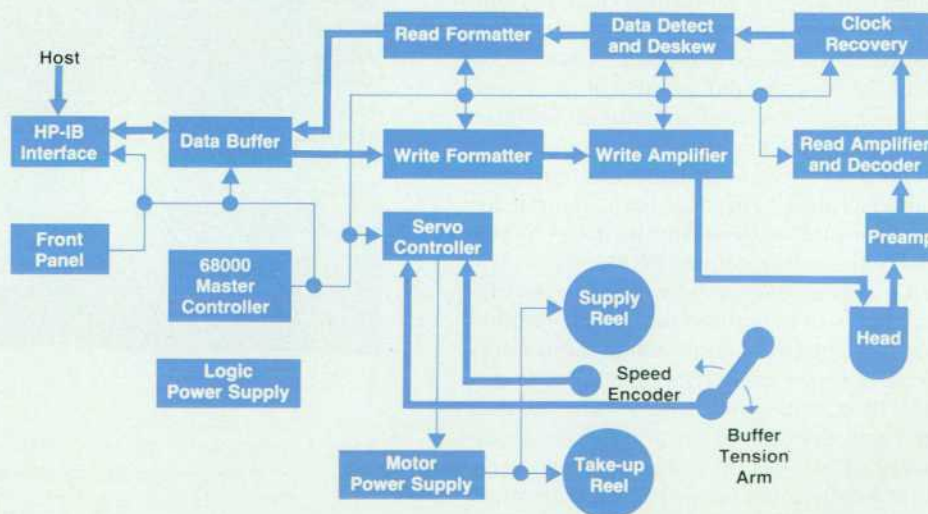 Host
HP-IB
Interface
Data Buffer
Read Formatter
Data Detect
and Deskew
Clock
Recovery
Write Formatter
Write Amplifier
Read Amplifier
and Decoder
Front
Panel
68000
Master
Controller
Servo
Controller
Preamp
Supply
Reel
Head
Logic
Power Supply
Speed
Encoder
Buffer
Tension
Arm
Motor
Power Supply
Take-up
Reel